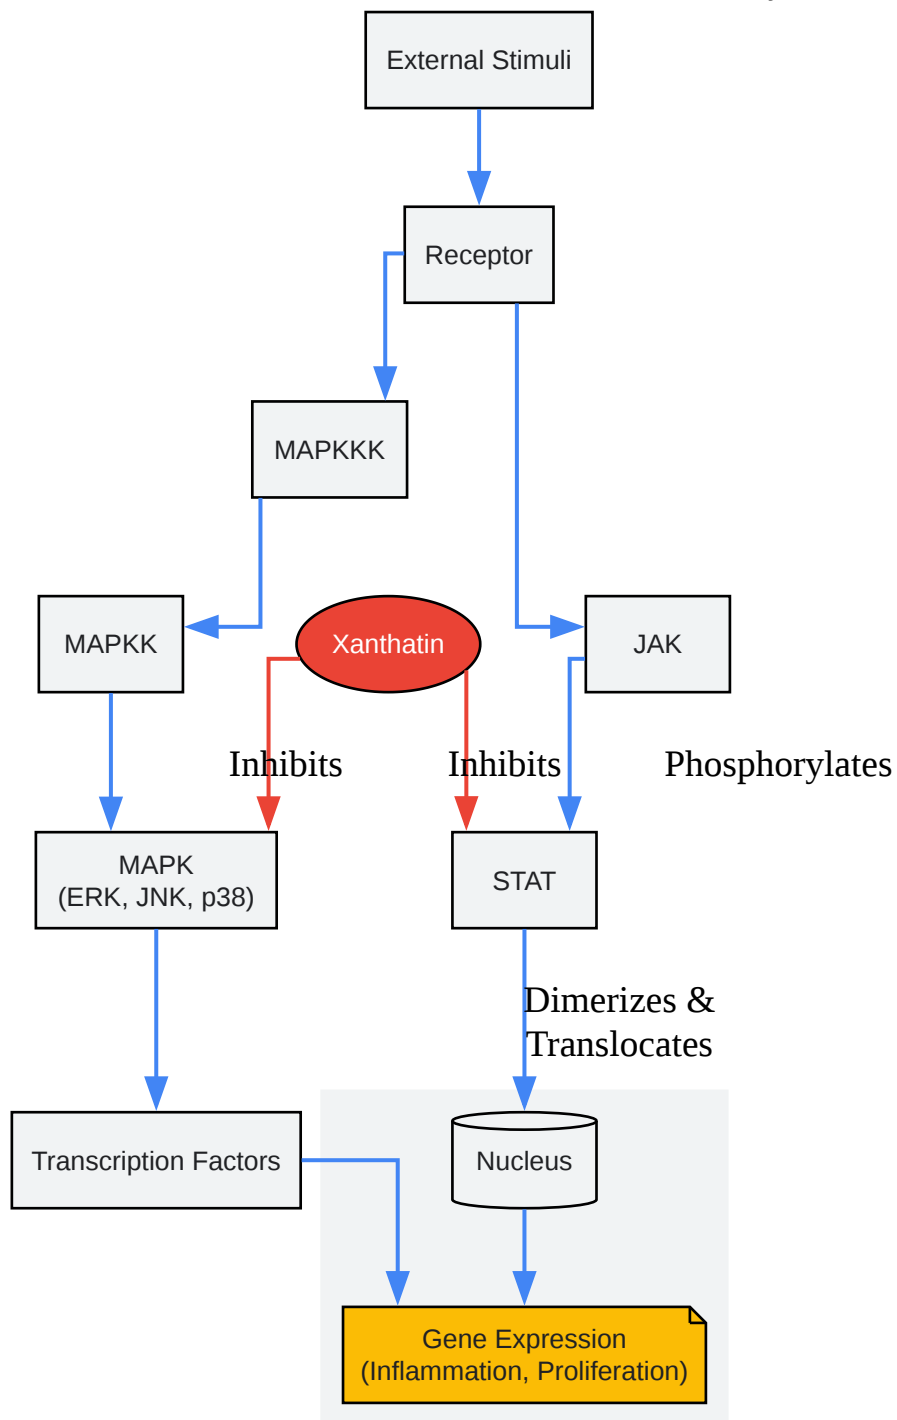 External Stimuli
Receptor
MAPKKK
MAPKK
Xanthatin
JAK
Inhibits
Inhibits
Phosphorylates
MAPK
(ERK, JNK, p38)
STAT
Dimerizes &
Translocates
Transcription Factors
Nucleus
Gene Expression
(Inflammation, Proliferation)